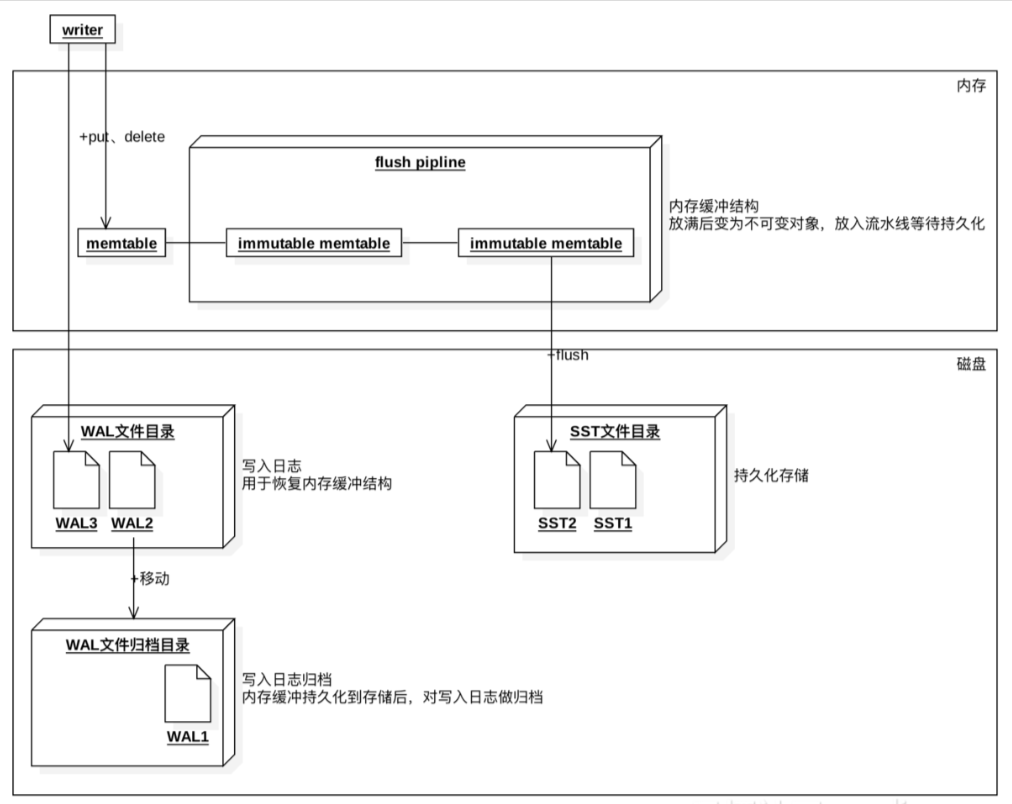 writer
内存
+put、delete
flush pipline
内存缓冲结构
放满后变为不可变对象，放入流水线等待持久化
memtable
immutable memtable
immutable memtable
+flush
磁盘
WAL文件目录
SST文件目录
写入日志
用于恢复内存缓冲结构
持久化存储
WAL3
WAL2
SST2
SST1
+移动
WAL文件归档目录
写入日志归档
内存缓冲持久化到存储后，对写入日志做归档
WAL1